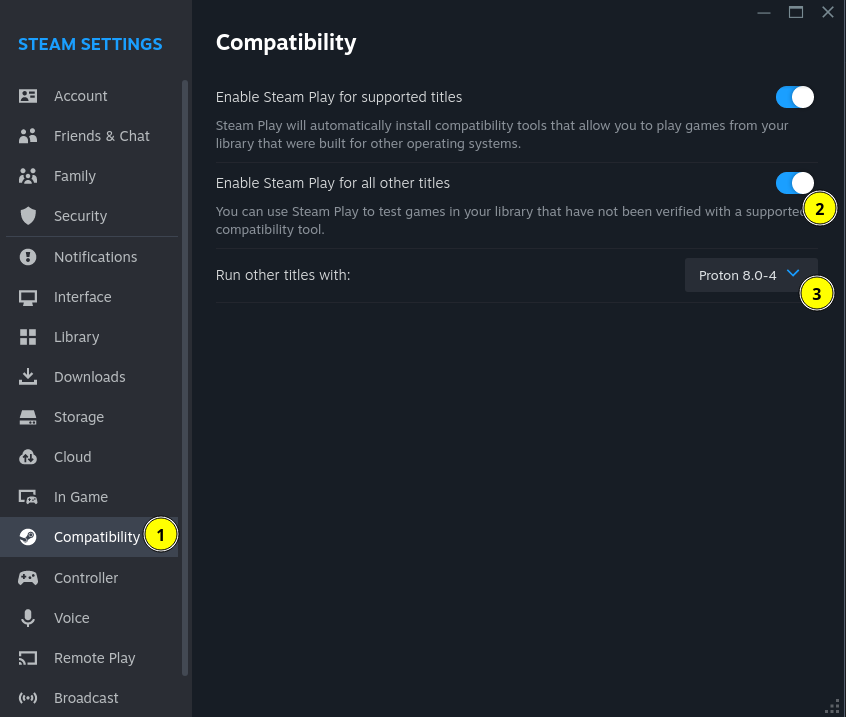 STEAM SETTINGS
Account
Friends & Chat
Family
Security
Notifications
Interface
Library
Downloads
Storage
Cloud
In Game
Compatibility
1
Controller
Voice
Remote Play
Broadcast
Compatibility
Enable Steam Play for supported titles
Steam Play will automatically install compatibility tools that allow you to play games from your
library that were built for other operating systems.
Enable Steam Play for all other titles
You can use Steam Play to test games in your library that have not been verified with a supported
compatibility tool.
2
Run other titles with:
Proton 8.0-4
3